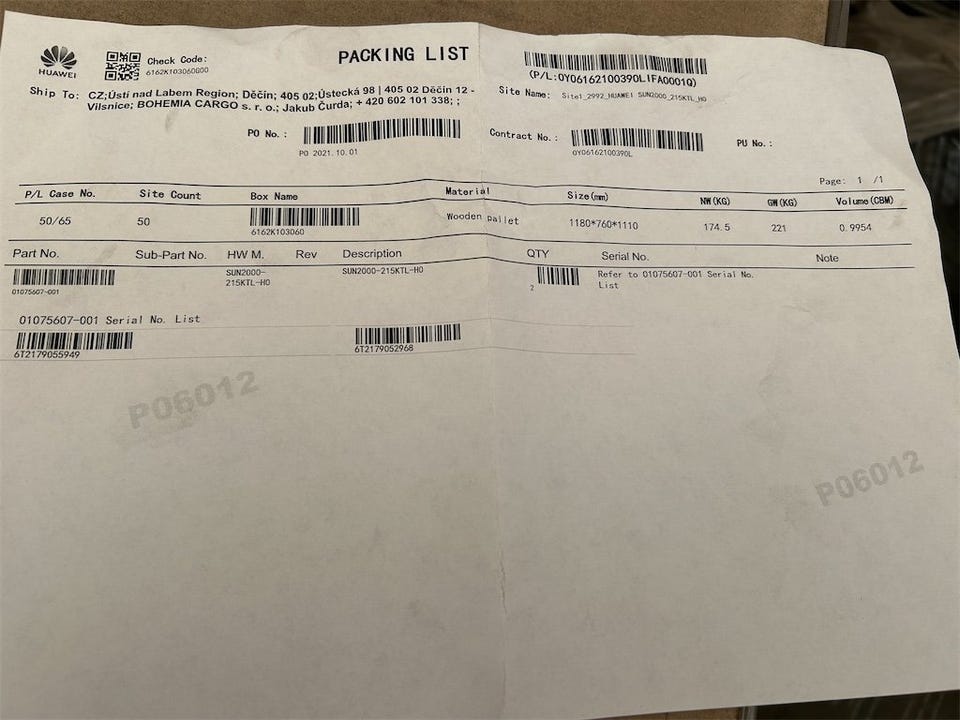 HUAWEI
Check Code:
6162K103060G00
PACKING LIST
(P/L:0Y06162100390LIFA0001Q)
Ship To: CZ;Ústí nad Labem Region; Děčín; 405 02;Ústecká 98 | 405 02 Děčín 12 -
Vilsnice; BOHEMIA CARGO s. r. o.; Jakub Čurda; + 420 602 101 338; ;
Site Name: Site1_2992_HUAWEI SUN2000_215KTL_H0
PO No. :
PO 2021.10.01
Contract No. :
0Y06162100390L
PU No. :
Page: 1 /1
P/L Case No. Site Count Box Name Material Size(mm) NW(KG) GW(KG) Volume(CBM)
50/65 50 6162K103060 Wooden pallet 1180*760*1110 174.5 221 0.9954
Part No. Sub-Part No. HW M. Rev Description QTY Serial No. Note
01075607-001 SUN2000-215KTL-H0 SUN2000-215KTL-H0 2 Refer to 01075607-001 Serial No.
List
01075607-001 Serial No. List
6T2179055949 6T2179052968
P06012
P06012